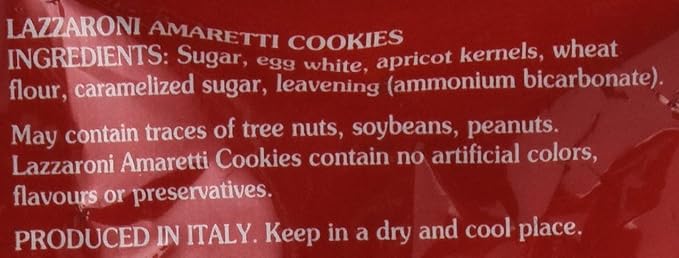 LAZZARONI AMARETTI COOKIES
INGREDIENTS: Sugar, egg white, apricot kernels, wheat
flour, caramelized sugar, leavening (ammonium bicarbonate).
May contain traces of tree nuts, soybeans, peanuts.
Lazzaroni Amaretti Cookies contain no artificial colors,
flavours or preservatives.
PRODUCED IN ITALY. Keep in a dry and cool place.